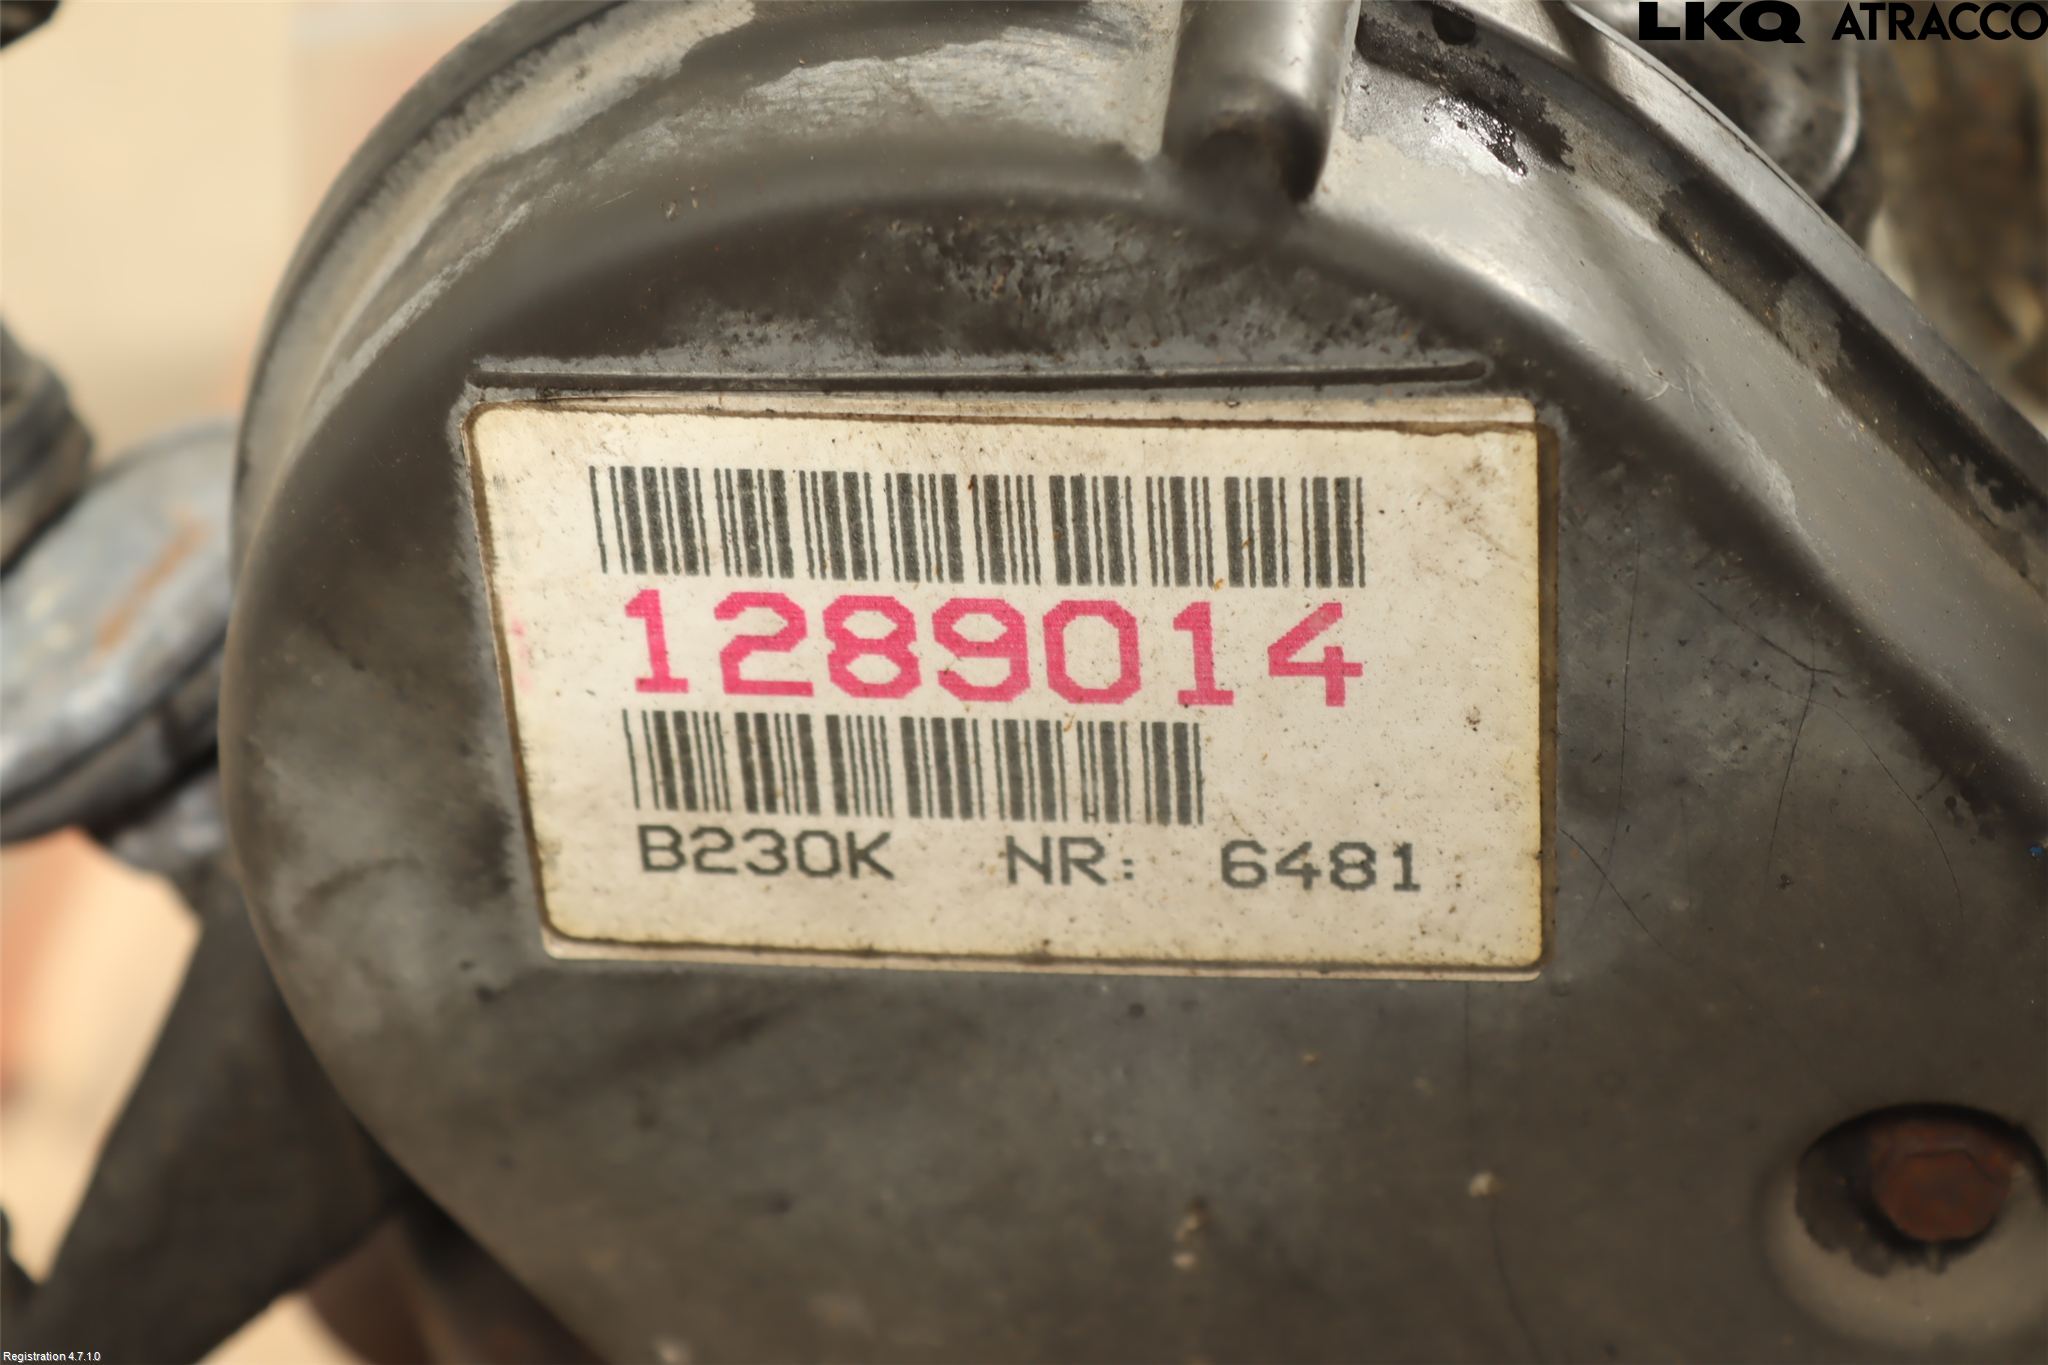 LKQ ATRACCO
1289014
B230K NR: 6481
Registration 4.7.1.0